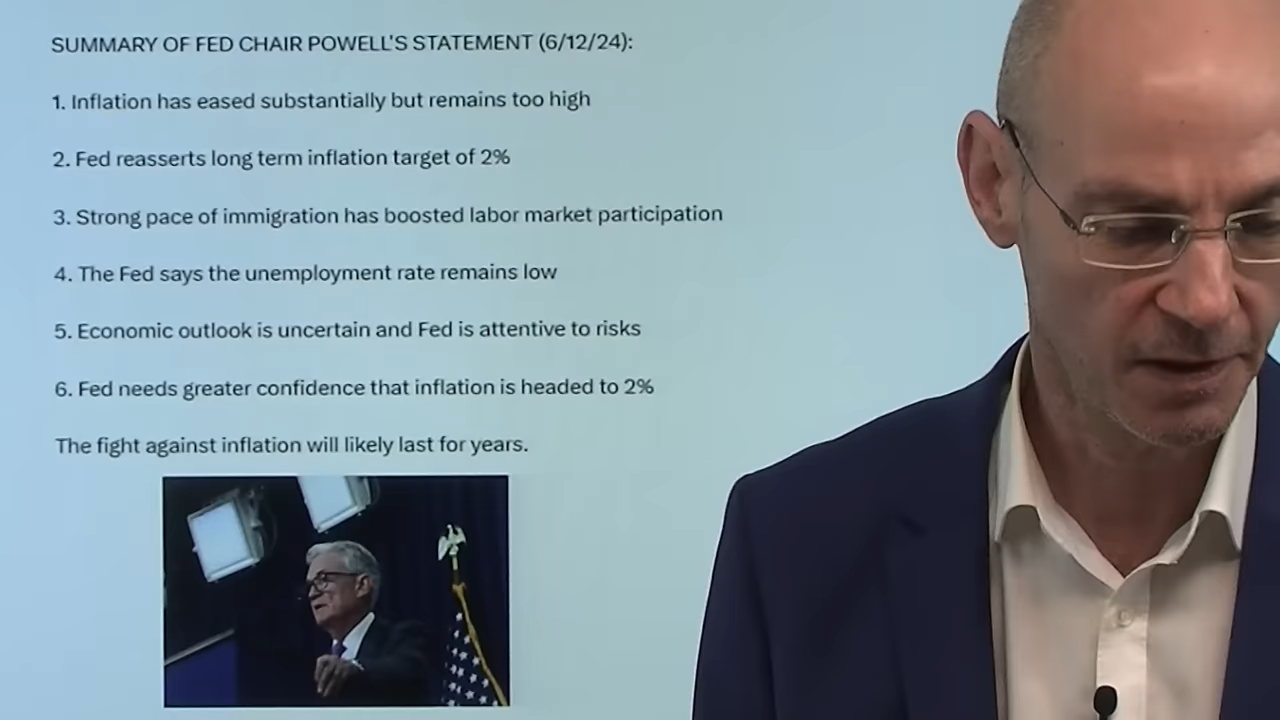 SUMMARY OF FED CHAIR POWELL'S STATEMENT (6/12/24):
1. Inflation has eased substantially but remains too high
2. Fed reasserts long term inflation target of 2%
3. Strong pace of immigration has boosted labor market participation
4. The Fed says the unemployment rate remains low
5. Economic outlook is uncertain and Fed is attentive to risks
6. Fed needs greater confidence that inflation is headed to 2%
The fight against inflation will likely last for years.